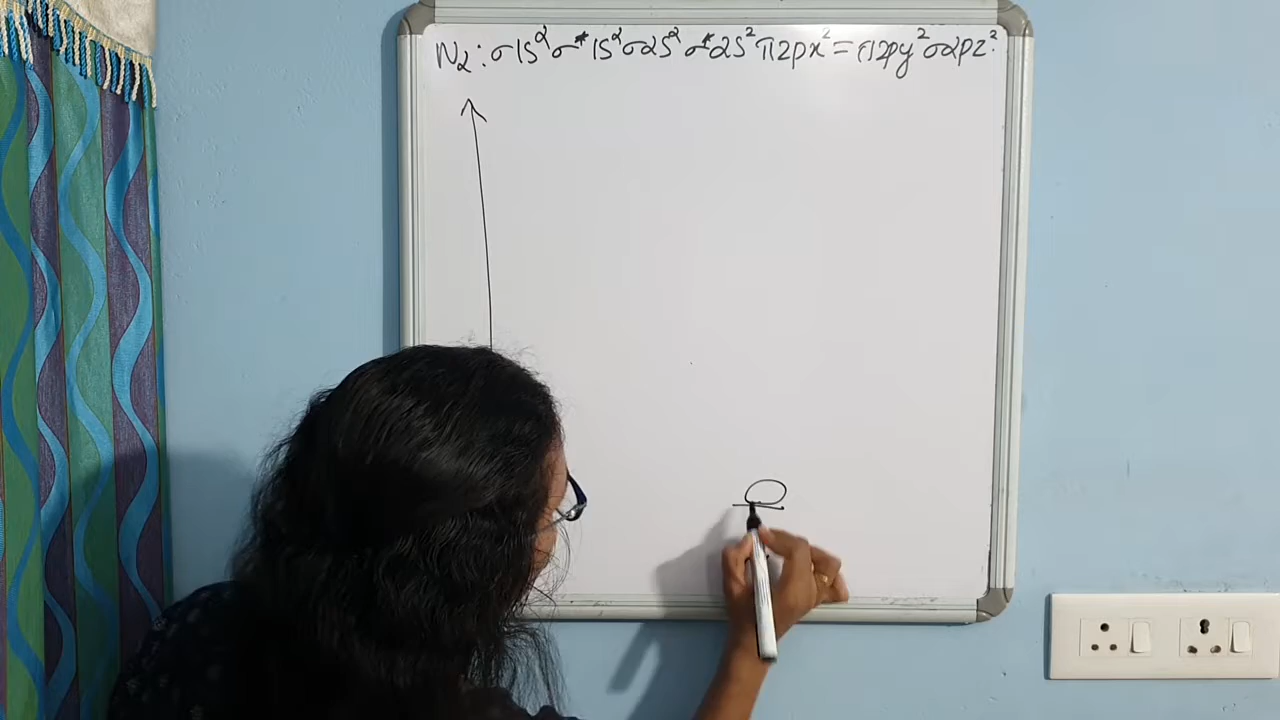 N₂ : σ1S² σ* 1S² σ2S² σ* 2S² π2px² = π2py² σ2pz²